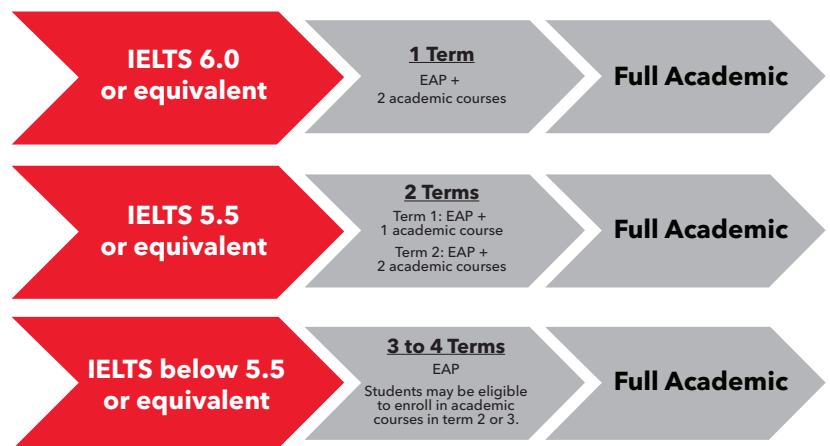 IELTS 6.0
or equivalent
1 Term
EAP +
2 academic courses
Full Academic
IELTS 5.5
or equivalent
2 Terms
Term 1: EAP +
1 academic course
Term 2: EAP +
2 academic courses
Full Academic
IELTS below 5.5
or equivalent
3 to 4 Terms
EAP
Students may be eligible
to enroll in academic
courses in term 2 or 3.
Full Academic